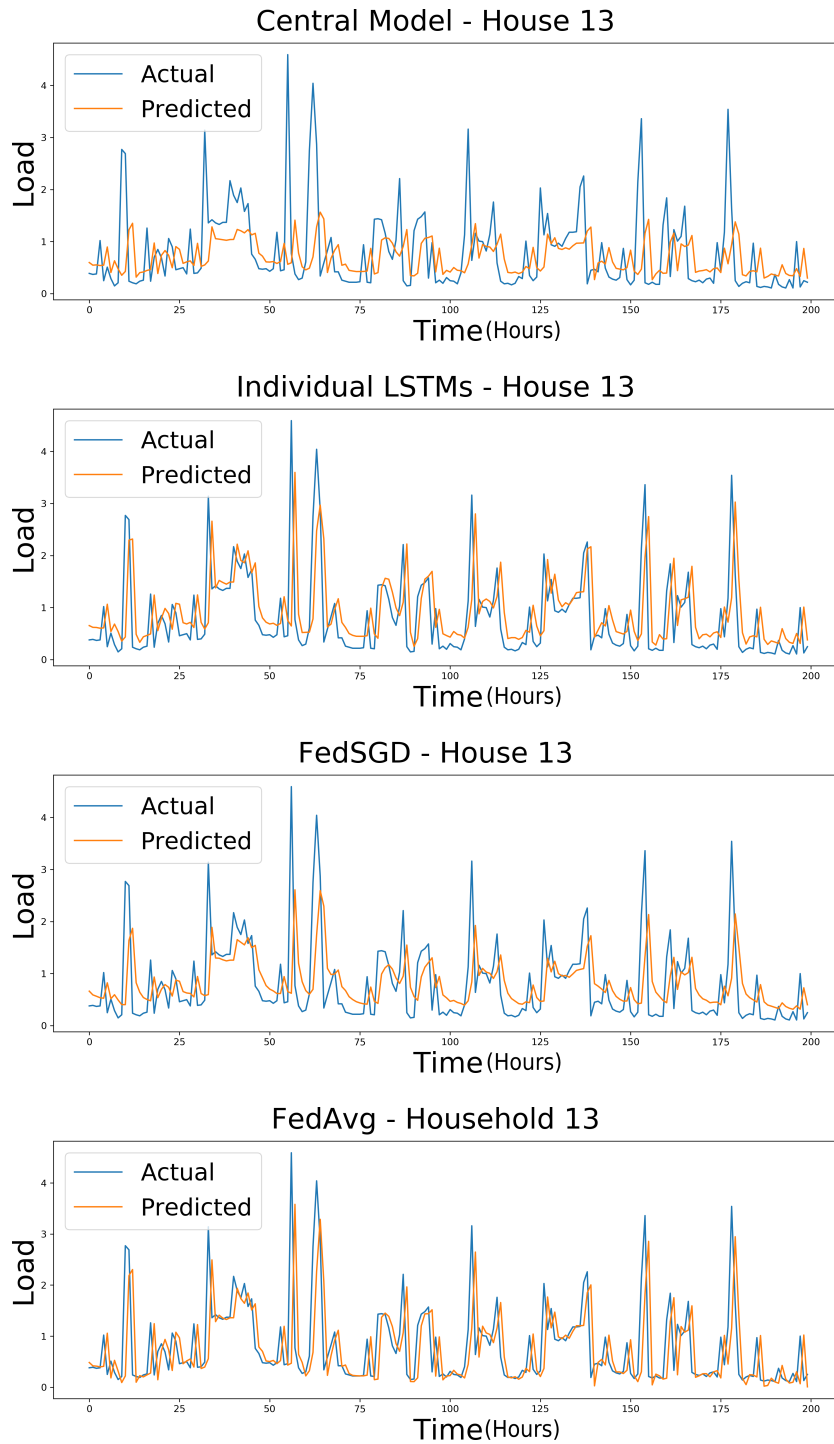 Central Model - House 13
Actual
Predicted
Load
4
3
2
1
0
0 25 50 75 100 125 150 175 200
Time (Hours)
Individual LSTMs - House 13
Actual
Predicted
Load
4
3
2
1
0
0 25 50 75 100 125 150 175 200
Time (Hours)
FedSGD - House 13
Actual
Predicted
Load
4
3
2
1
0
0 25 50 75 100 125 150 175 200
Time (Hours)
FedAvg - Household 13
Actual
Predicted
Load
4
3
2
1
0
0 25 50 75 100 125 150 175 200
Time (Hours)